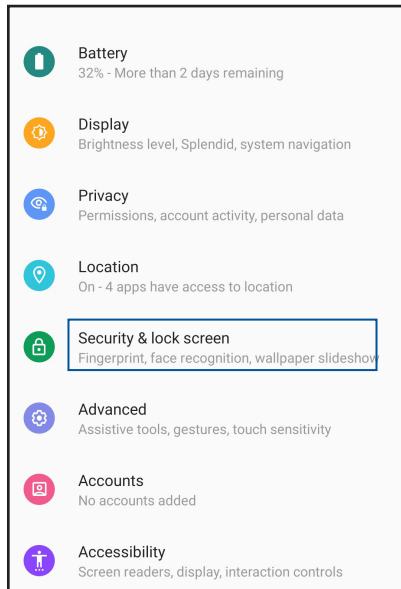 Battery
32% - More than 2 days remaining
Display
Brightness level, Splendid, system navigation
Privacy
Permissions, account activity, personal data
Location
On - 4 apps have access to location
Security & lock screen
Fingerprint, face recognition, wallpaper slideshow
Advanced
Assistive tools, gestures, touch sensitivity
Accounts
No accounts added
Accessibility
Screen readers, display, interaction controls